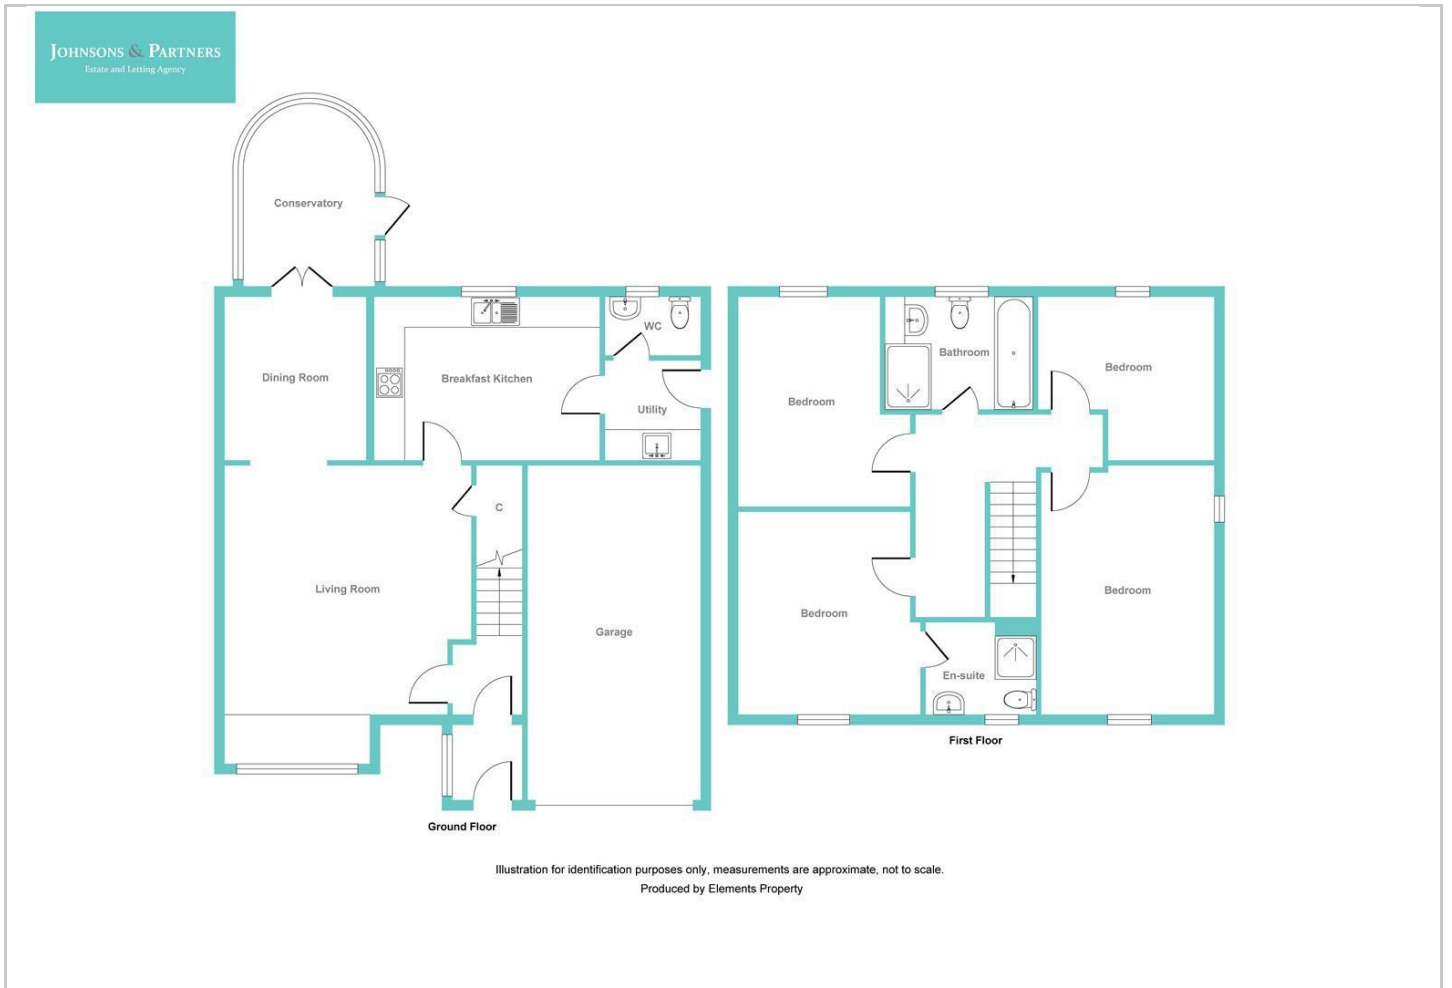 JOHNSONS & PARTNERS
Estate and Letting Agency
Conservatory
Dining Room
Breakfast Kitchen
WC
Utility
C
Living Room
Garage
Ground Floor
Bedroom
Bathroom
Bedroom
Bedroom
Bedroom
En-suite
First Floor
Illustration for identification purposes only, measurements are approximate, not to scale.
Produced by Elements Property